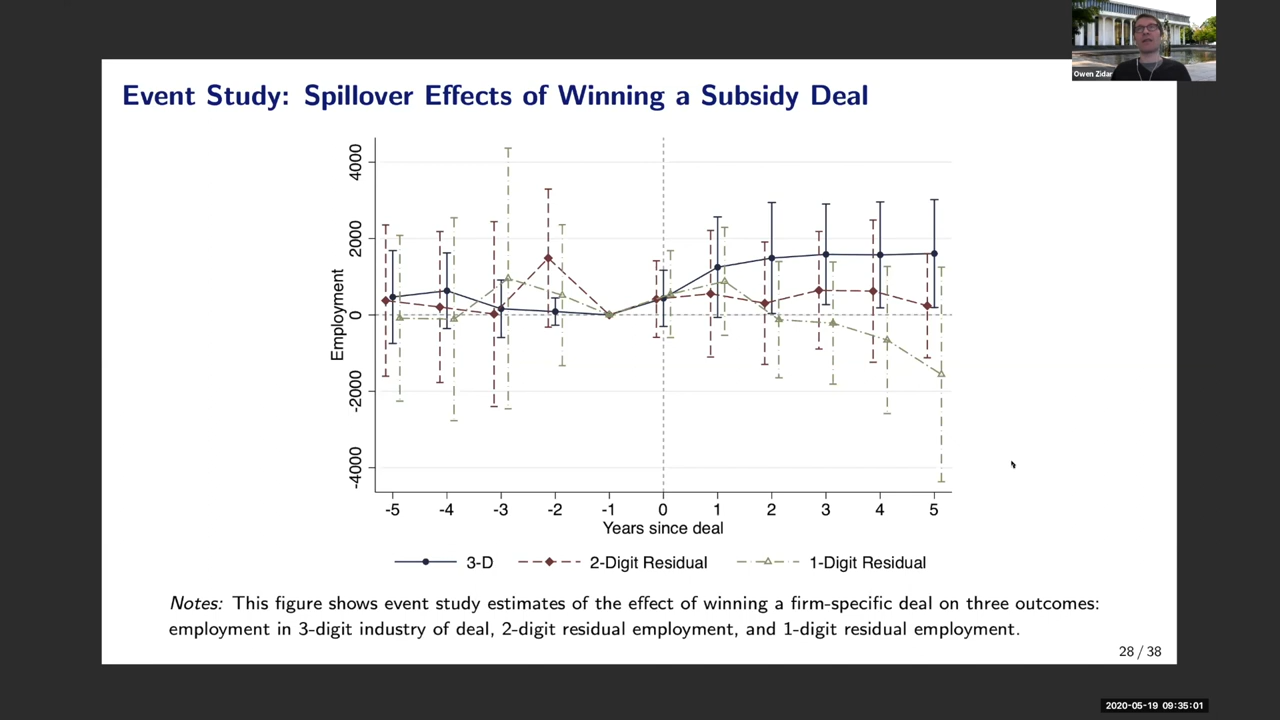 Owen Zidar
Event Study: Spillover Effects of Winning a Subsidy Deal
4000
2000
0
-2000
-4000
Employment
-5 -4 -3 -2 -1 0 1 2 3 4 5
Years since deal
3-D 2-Digit Residual 1-Digit Residual
Notes: This figure shows event study estimates of the effect of winning a firm-specific deal on three outcomes:
employment in 3-digit industry of deal, 2-digit residual employment, and 1-digit residual employment.
28 / 38
2020-05-19 09:35:01